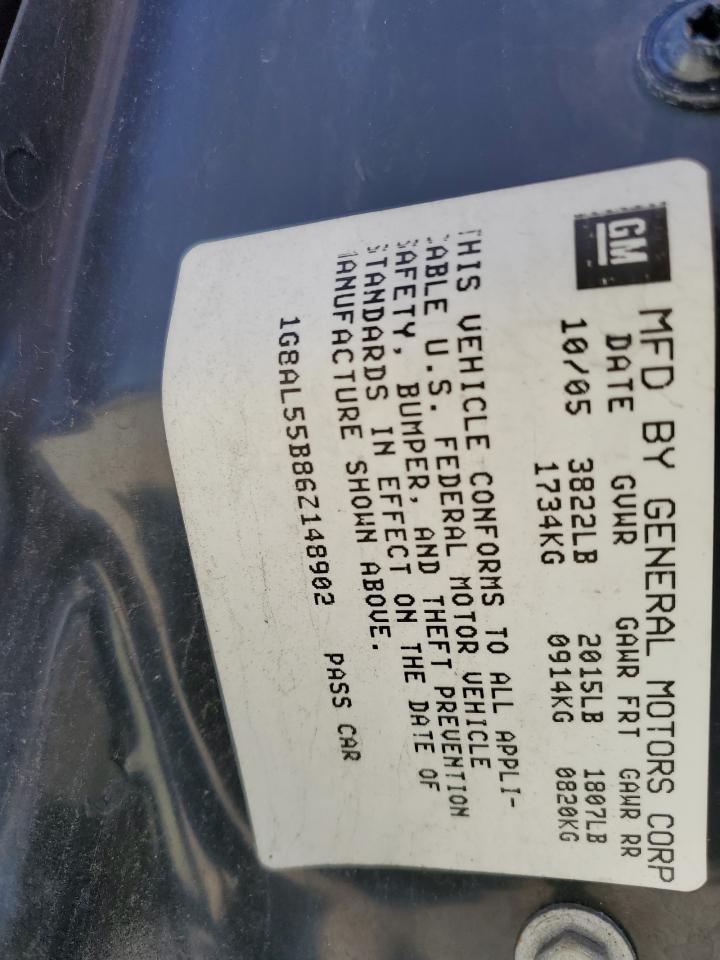 GM
MFD BY GENERAL MOTORS CORP
DATE GVWR GAWR FRT GAWR RR
10/05 3822LB 2015LB 1807LB
1734KG 0914KG 0820KG
THIS VEHICLE CONFORMS TO ALL APPLI-
CABLE U.S. FEDERAL MOTOR VEHICLE
SAFETY, BUMPER, AND THEFT PREVENTION
STANDARDS IN EFFECT ON THE DATE OF
MANUFACTURE SHOWN ABOVE.
1G8AL55B86Z148902 PASS CAR